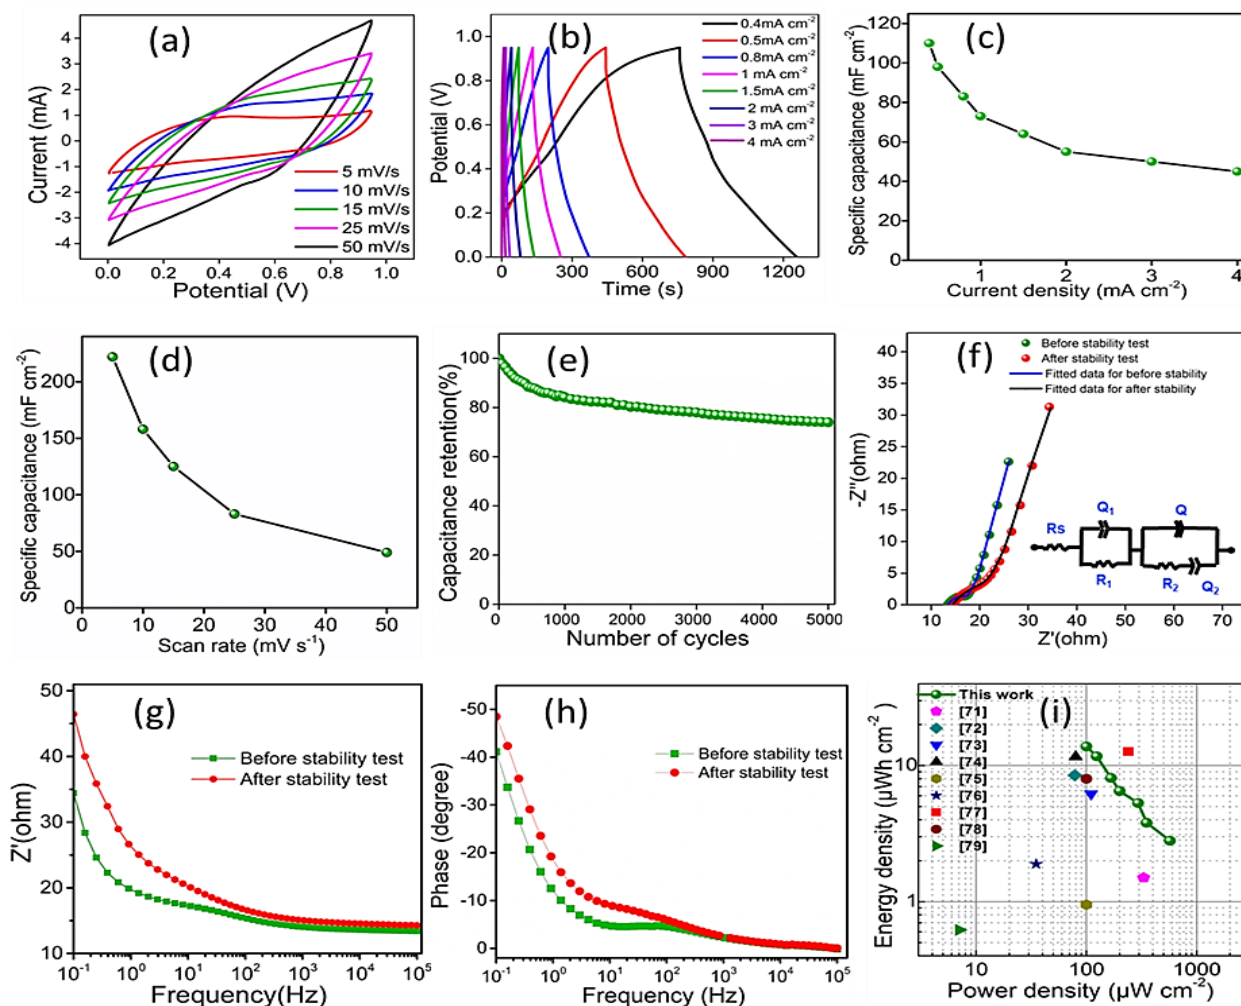 (a)
Current (mA)
4
3
2
1
0
-1
-2
-3
-4
5 mV/s
10 mV/s
15 mV/s
25 mV/s
50 mV/s
0.0 0.2 0.4 0.6 0.8 1.0
Potential (V)
(b)
Potential (V)
1.2
0.9
0.6
0.4
0.2
0.0
0.4mA cm⁻²
0.5mA cm⁻²
0.8mA cm⁻²
1 mA cm⁻²
1.5mA cm⁻²
2 mA cm⁻²
3 mA cm⁻²
4 mA cm⁻²
0 300 600 900 1200
Time (s)
(c)
Specific capacitance (mF cm⁻²)
120
100
80
60
40
20
0
1 2 3 4
Current density (mA cm⁻²)
(d)
Specific capacitance (mF cm⁻²)
200
150
100
50
0
0 10 20 30 40 50
Scan rate (mV s⁻¹)
(e)
Capacitance retention(%)
100
80
60
40
20
0
0 1000 2000 3000 4000 5000
Number of cycles
(f)
-Z''(ohm)
40
35
30
25
20
15
10
5
0
Before stability test
After stability test
Fitted data for before stability
Fitted data for after stability
Rs
Q₁
R₁
Q
R₂
Q₂
10 20 30 40 50 60 70
Z'(ohm)
(g)
Z'(ohm)
50
40
30
20
10
Before stability test
After stability test
10⁻¹ 10⁰ 10¹ 10² 10³ 10⁴ 10⁵
Frequency(Hz)
(h)
Phase (degree)
-50
-40
-30
-20
-10
0
Before stability test
After stability test
10⁻¹ 10⁰ 10¹ 10² 10³ 10⁴ 10⁵
Frequency(Hz)
(i)
Energy density (µWh cm⁻²)
10
1
This work
[71]
[72]
[73]
[74]
[75]
[76]
[77]
[78]
[79]
10 100 1000
Power density (µW cm⁻²)